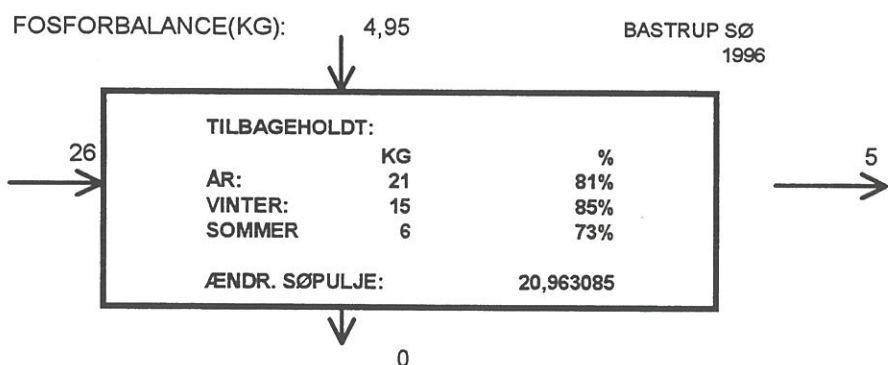 FOSFORBALANCE(KG): 4,95 BASTRUP SØ
1996
TILBAGEHOLDT:
KG %
26 5
ÅR: 21 81%
VINTER: 15 85%
SOMMER 6 73%
ÆNDR. SØPULJE: 20,963085
0